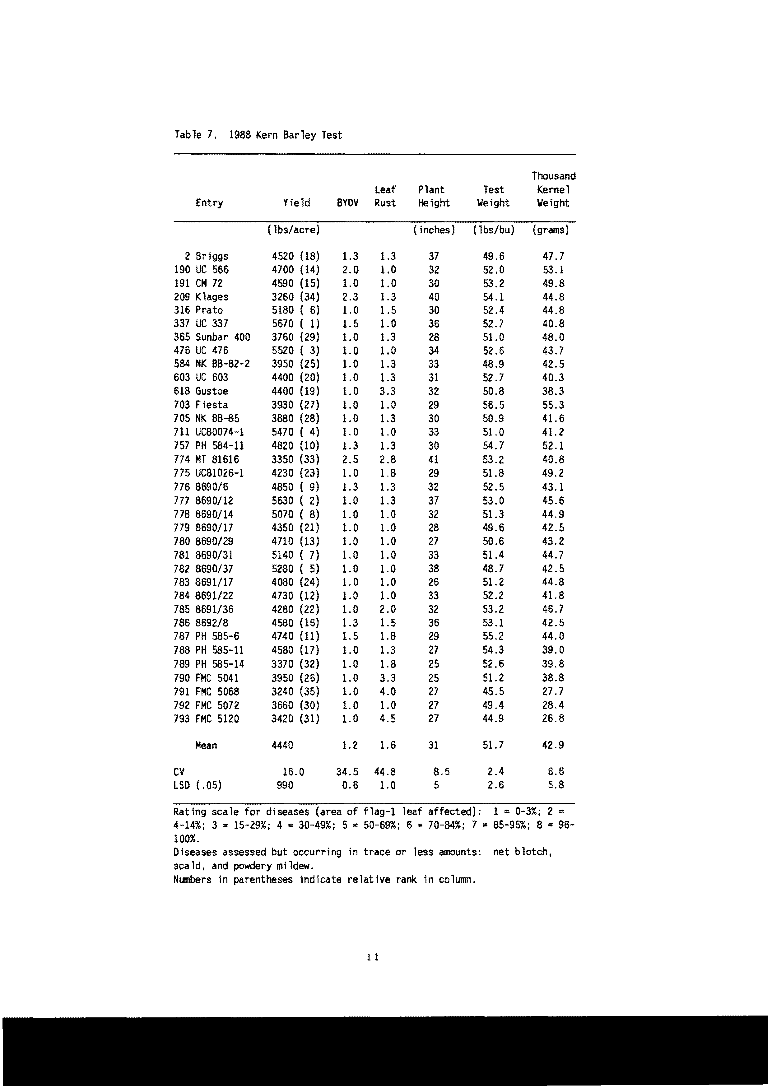 Table 7. 1988 Kern Barley Test
Thousand
Leaf Plant Test Kernel
Entry Yield BYDV Rust Height Weight Weight
(lbs/acre) (inches) (lbs/bu) (grams)
2 Briggs 4520 (18) 1.3 1.3 37 49.6 47.7
190 UC 566 4700 (14) 2.0 1.0 32 52.0 53.1
191 CM 72 4590 (15) 1.0 1.0 30 53.2 49.8
209 Klages 3260 (34) 2.3 1.3 40 54.1 44.8
316 Prato 5180 ( 6) 1.0 1.5 30 52.4 44.8
337 UC 337 5670 ( 1) 1.5 1.0 36 52.7 40.8
365 Sunbar 400 3760 (29) 1.0 1.3 28 51.0 48.0
476 UC 476 5520 ( 3) 1.0 1.0 34 52.6 43.7
584 NK BB-82-2 3950 (25) 1.0 1.3 33 48.9 42.5
603 UC 603 4400 (20) 1.0 1.3 31 52.7 40.3
618 Gustoe 4400 (19) 1.0 3.3 32 50.8 38.3
703 Fiesta 3930 (27) 1.0 1.0 29 56.5 55.3
705 NK BB-85 3880 (28) 1.0 1.3 30 50.9 41.6
711 UC80074-1 5470 ( 4) 1.0 1.0 33 51.0 41.2
757 PH 584-11 4820 (10) 1.3 1.3 30 54.7 52.1
774 MT 81616 3350 (33) 2.5 2.8 41 53.2 40.8
775 UC81026-1 4230 (23) 1.0 1.8 29 51.8 49.2
776 8690/6 4850 ( 9) 1.3 1.3 32 52.5 43.1
777 8690/12 5630 ( 2) 1.0 1.3 37 53.0 45.6
778 8690/14 5070 ( 8) 1.0 1.0 32 51.3 44.9
779 8690/17 4350 (21) 1.0 1.0 28 49.6 42.5
780 8690/29 4710 (13) 1.0 1.0 27 50.6 43.2
781 8690/31 5140 ( 7) 1.0 1.0 33 51.4 44.7
782 8690/37 5280 ( 5) 1.0 1.0 38 48.7 42.5
783 8691/17 4080 (24) 1.0 1.0 26 51.2 44.8
784 8691/22 4730 (12) 1.0 1.0 33 52.2 41.8
785 8691/36 4280 (22) 1.0 2.0 32 53.2 46.7
786 8692/8 4580 (16) 1.3 1.5 36 53.1 42.5
787 PH 585-6 4740 (11) 1.5 1.8 29 55.2 44.0
788 PH 585-11 4580 (17) 1.0 1.3 27 54.3 39.0
789 PH 585-14 3370 (32) 1.0 1.8 25 52.6 39.8
790 FMC 5041 3950 (26) 1.0 3.3 25 51.2 38.8
791 FMC 5068 3240 (35) 1.0 4.0 27 45.5 27.7
792 FMC 5072 3660 (30) 1.0 1.0 27 49.4 28.4
793 FMC 5120 3420 (31) 1.0 4.5 27 44.9 26.8
Mean 4440 1.2 1.6 31 51.7 42.9
CV 16.0 34.5 44.8 8.5 2.4 6.6
LSD (.05) 990 0.6 1.0 5 2.6 5.8
Rating scale for diseases (area of flag-1 leaf affected): 1 = 0-3%; 2 =
4-14%; 3 = 15-29%; 4 = 30-49%; 5 = 50-69%; 6 = 70-84%; 7 = 85-95%; 8 = 96-
100%.
Diseases assessed but occurring in trace or less amounts: net blotch,
scald, and powdery mildew.
Numbers in parentheses indicate relative rank in column.
11